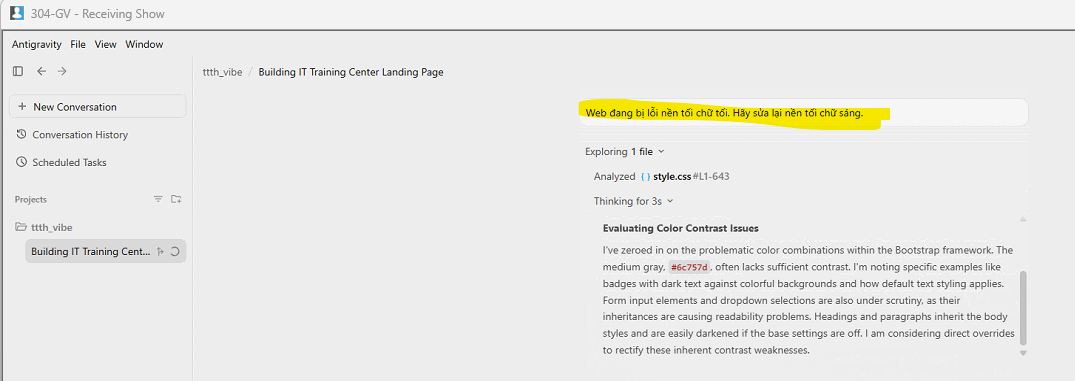 304-GV - Receiving Show
Antigravity File View Window
ttth_vibe / Building IT Training Center Landing Page
+ New Conversation
Conversation History
Scheduled Tasks
Projects
ttth_vibe
Building IT Training Cent...
Web đang bị lỗi nền tối chữ tối. Hãy sửa lại nền tối chữ sáng.
Exploring 1 file
Analyzed {} style.css #L1-643
Thinking for 3s
Evaluating Color Contrast Issues
I've zeroed in on the problematic color combinations within the Bootstrap framework. The
medium gray, #6c757d, often lacks sufficient contrast. I'm noting specific examples like
badges with dark text against colorful backgrounds and how default text styling applies.
Form input elements and dropdown selections are also under scrutiny, as their
inheritances are causing readability problems. Headings and paragraphs inherit the body
styles and are easily darkened if the base settings are off. I am considering direct overrides
to rectify these inherent contrast weaknesses.